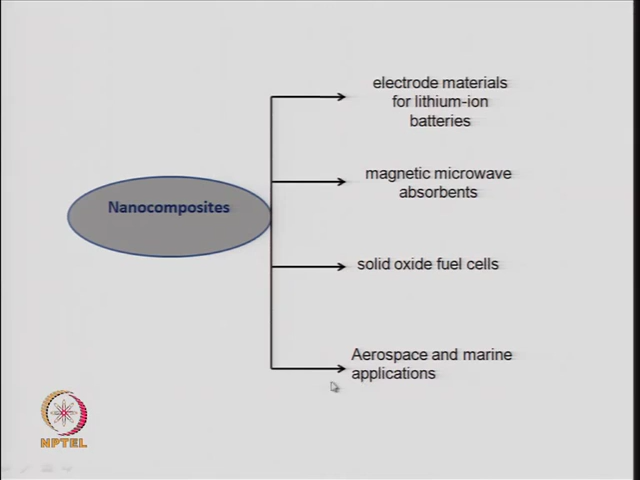 electrode materials
for lithium-ion
batteries
Nanocomposites
magnetic microwave
absorbents
solid oxide fuel cells
Aerospace and marine
applications
NPTEL